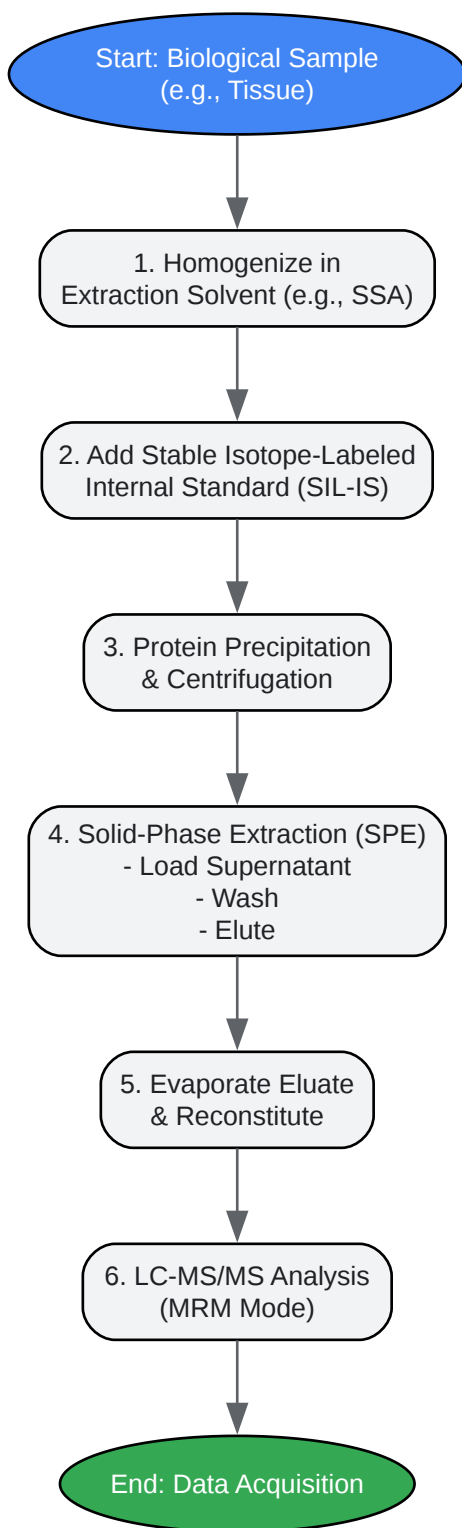 Start: Biological Sample
(e.g., Tissue)
1. Homogenize in
Extraction Solvent (e.g., SSA)
2. Add Stable Isotope-Labeled
Internal Standard (SIL-IS)
3. Protein Precipitation
& Centrifugation
4. Solid-Phase Extraction (SPE)
- Load Supernatant
- Wash
- Elute
5. Evaporate Eluate
& Reconstitute
6. LC-MS/MS Analysis
(MRM Mode)
End: Data Acquisition